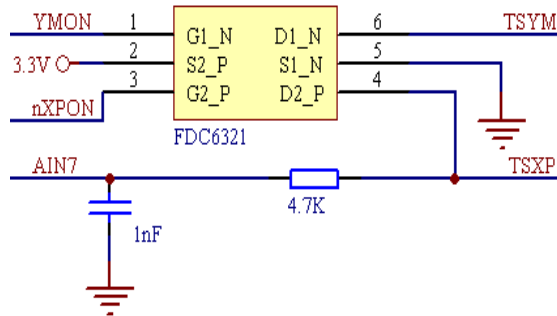 YMON 1 G1_N D1_N 6 TSYM
3.3V 2 S2_P S1_N 5
nXPON 3 G2_P D2_P 4
FDC6321
AIN7 4.7K TSXP
1nF